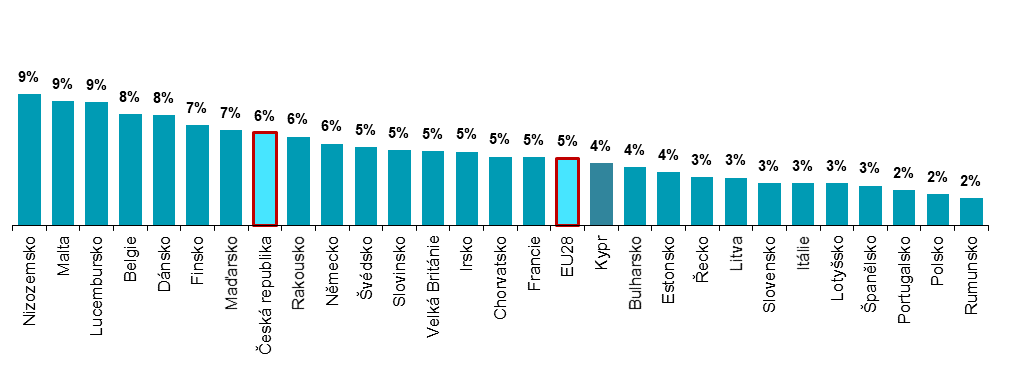 9%
9%
9%
8%
8%
7%
7%
6%
6%
6%
5%
5%
5%
5%
5%
5%
5%
4%
4%
4%
3%
3%
3%
3%
3%
3%
2%
2%
2%
Nizozemsko
Malta
Lucembursko
Belgie
Dánsko
Finsko
Maďarsko
Česká republika
Rakousko
Německo
Švédsko
Slovinsko
Velká Británie
Irsko
Chorvatsko
Francie
EU28
Kypr
Bulharsko
Estonsko
Řecko
Litva
Slovensko
Itálie
Lotyšsko
Španělsko
Portugalsko
Polsko
Rumunsko